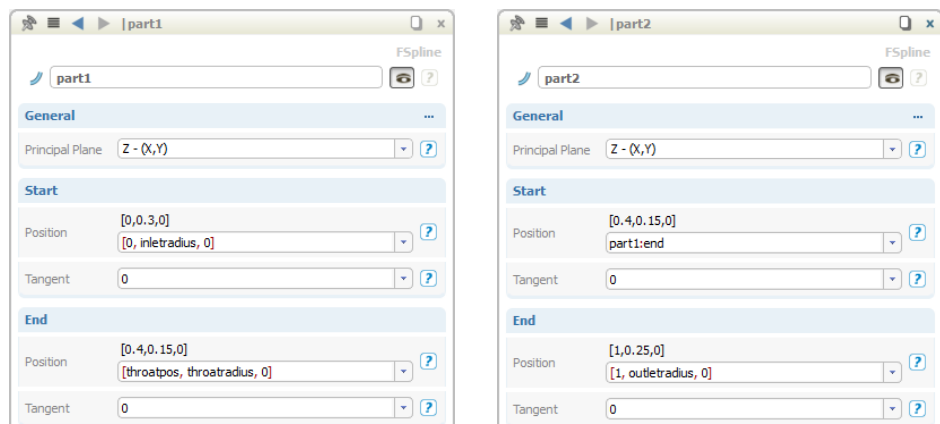 |part1
FSpline
part1
?
General
...
Principal Plane
Z - (X,Y)
?
Start
Position
[0,0.3,0]
[0, inletradius, 0]
?
Tangent
0
?
End
Position
[0.4,0.15,0]
[throatpos, throatradius, 0]
?
Tangent
0
?
|part2
FSpline
part2
?
General
...
Principal Plane
Z - (X,Y)
?
Start
Position
[0.4,0.15,0]
part1:end
?
Tangent
0
?
End
Position
[1,0.25,0]
[1, outletradius, 0]
?
Tangent
0
?